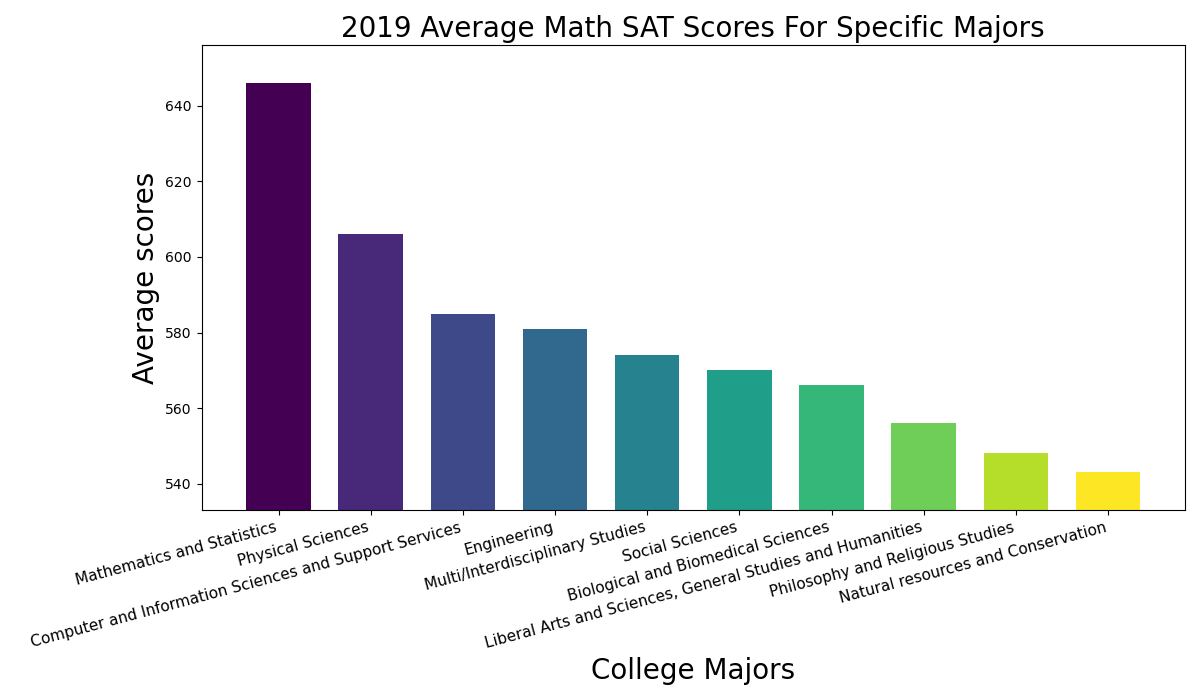 2019 Average Math SAT Scores For Specific Majors
Average scores
640
620
600
580
560
540
Mathematics and Statistics
Physical Sciences
Computer and Information Sciences and Support Services
Engineering
Multi/Interdisciplinary Studies
Social Sciences
Biological and Biomedical Sciences
Liberal Arts and Sciences, General Studies and Humanities
Philosophy and Religious Studies
Natural resources and Conservation
College Majors